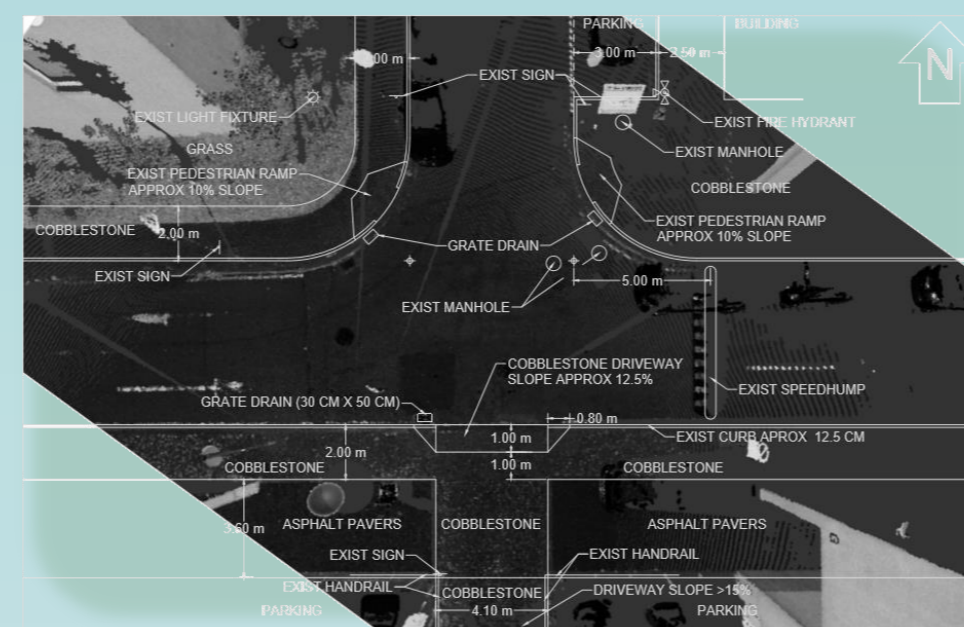 PARKING
BUILDING
3.00 m
2.50 m
N
.00 m
EXIST SIGN
EXIST LIGHT FIXTURE
EXIST FIRE HYDRANT
GRASS
EXIST MANHOLE
EXIST PEDESTRIAN RAMP
APPROX 10% SLOPE
COBBLESTONE
COBBLESTONE
2.00 m
EXIST PEDESTRIAN RAMP
APPROX 10% SLOPE
GRATE DRAIN
EXIST SIGN
5.00 m
EXIST MANHOLE
COBBLESTONE DRIVEWAY
SLOPE APPROX 12.5%
EXIST SPEEDHUMP
GRATE DRAIN (30 CM X 50 CM)
0.80 m
1.00 m
EXIST CURB APROX 12.5 CM
2.00 m
1.00 m
COBBLESTONE
COBBLESTONE
3.60 m
ASPHALT PAVERS
COBBLESTONE
ASPHALT PAVERS
EXIST SIGN
EXIST HANDRAIL
EXIST HANDRAIL
COBBLESTONE
DRIVEWAY SLOPE >15%
PARKING
4.10 m
PARKING